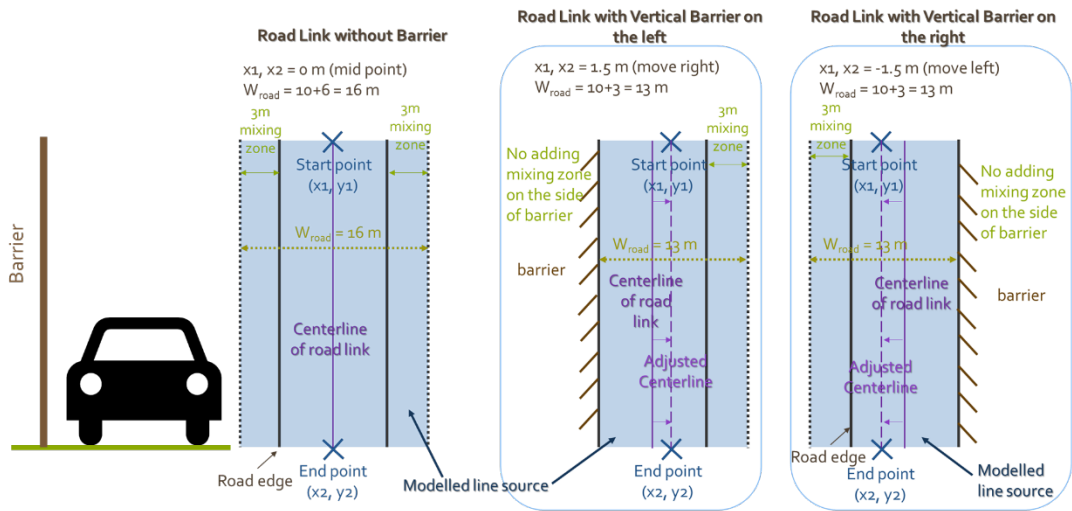 Barrier
Road Link without Barrier
x1, x2 = 0 m (mid point)
W_road = 10+6 = 16 m
3m
mixing
zone
3m
mixing
zone
Start point
(x1, y1)
W_road = 16 m
Centerline
of road link
Road edge
End point
(x2, y2)
Modelled line source
Road Link with Vertical Barrier on
the left
x1, x2 = 1.5 m (move right)
W_road = 10+3 = 13 m
3m
mixing
zone
No adding
mixing zone
on the side
of barrier
Start point
(x1, y1)
W_road = 13 m
barrier
Centerline
of road
link
Adjusted
Centerline
End point
(x2, y2)
Road Link with Vertical Barrier on
the right
x1, x2 = -1.5 m (move left)
W_road = 10+3 = 13 m
3m
mixing
zone
Start point
(x1, y1)
No adding
mixing zone
on the side
of barrier
W_road = 13 m
Centerline
of road link
barrier
Adjusted
Centerline
Road edge
End point
(x2, y2)
Modelled
line source